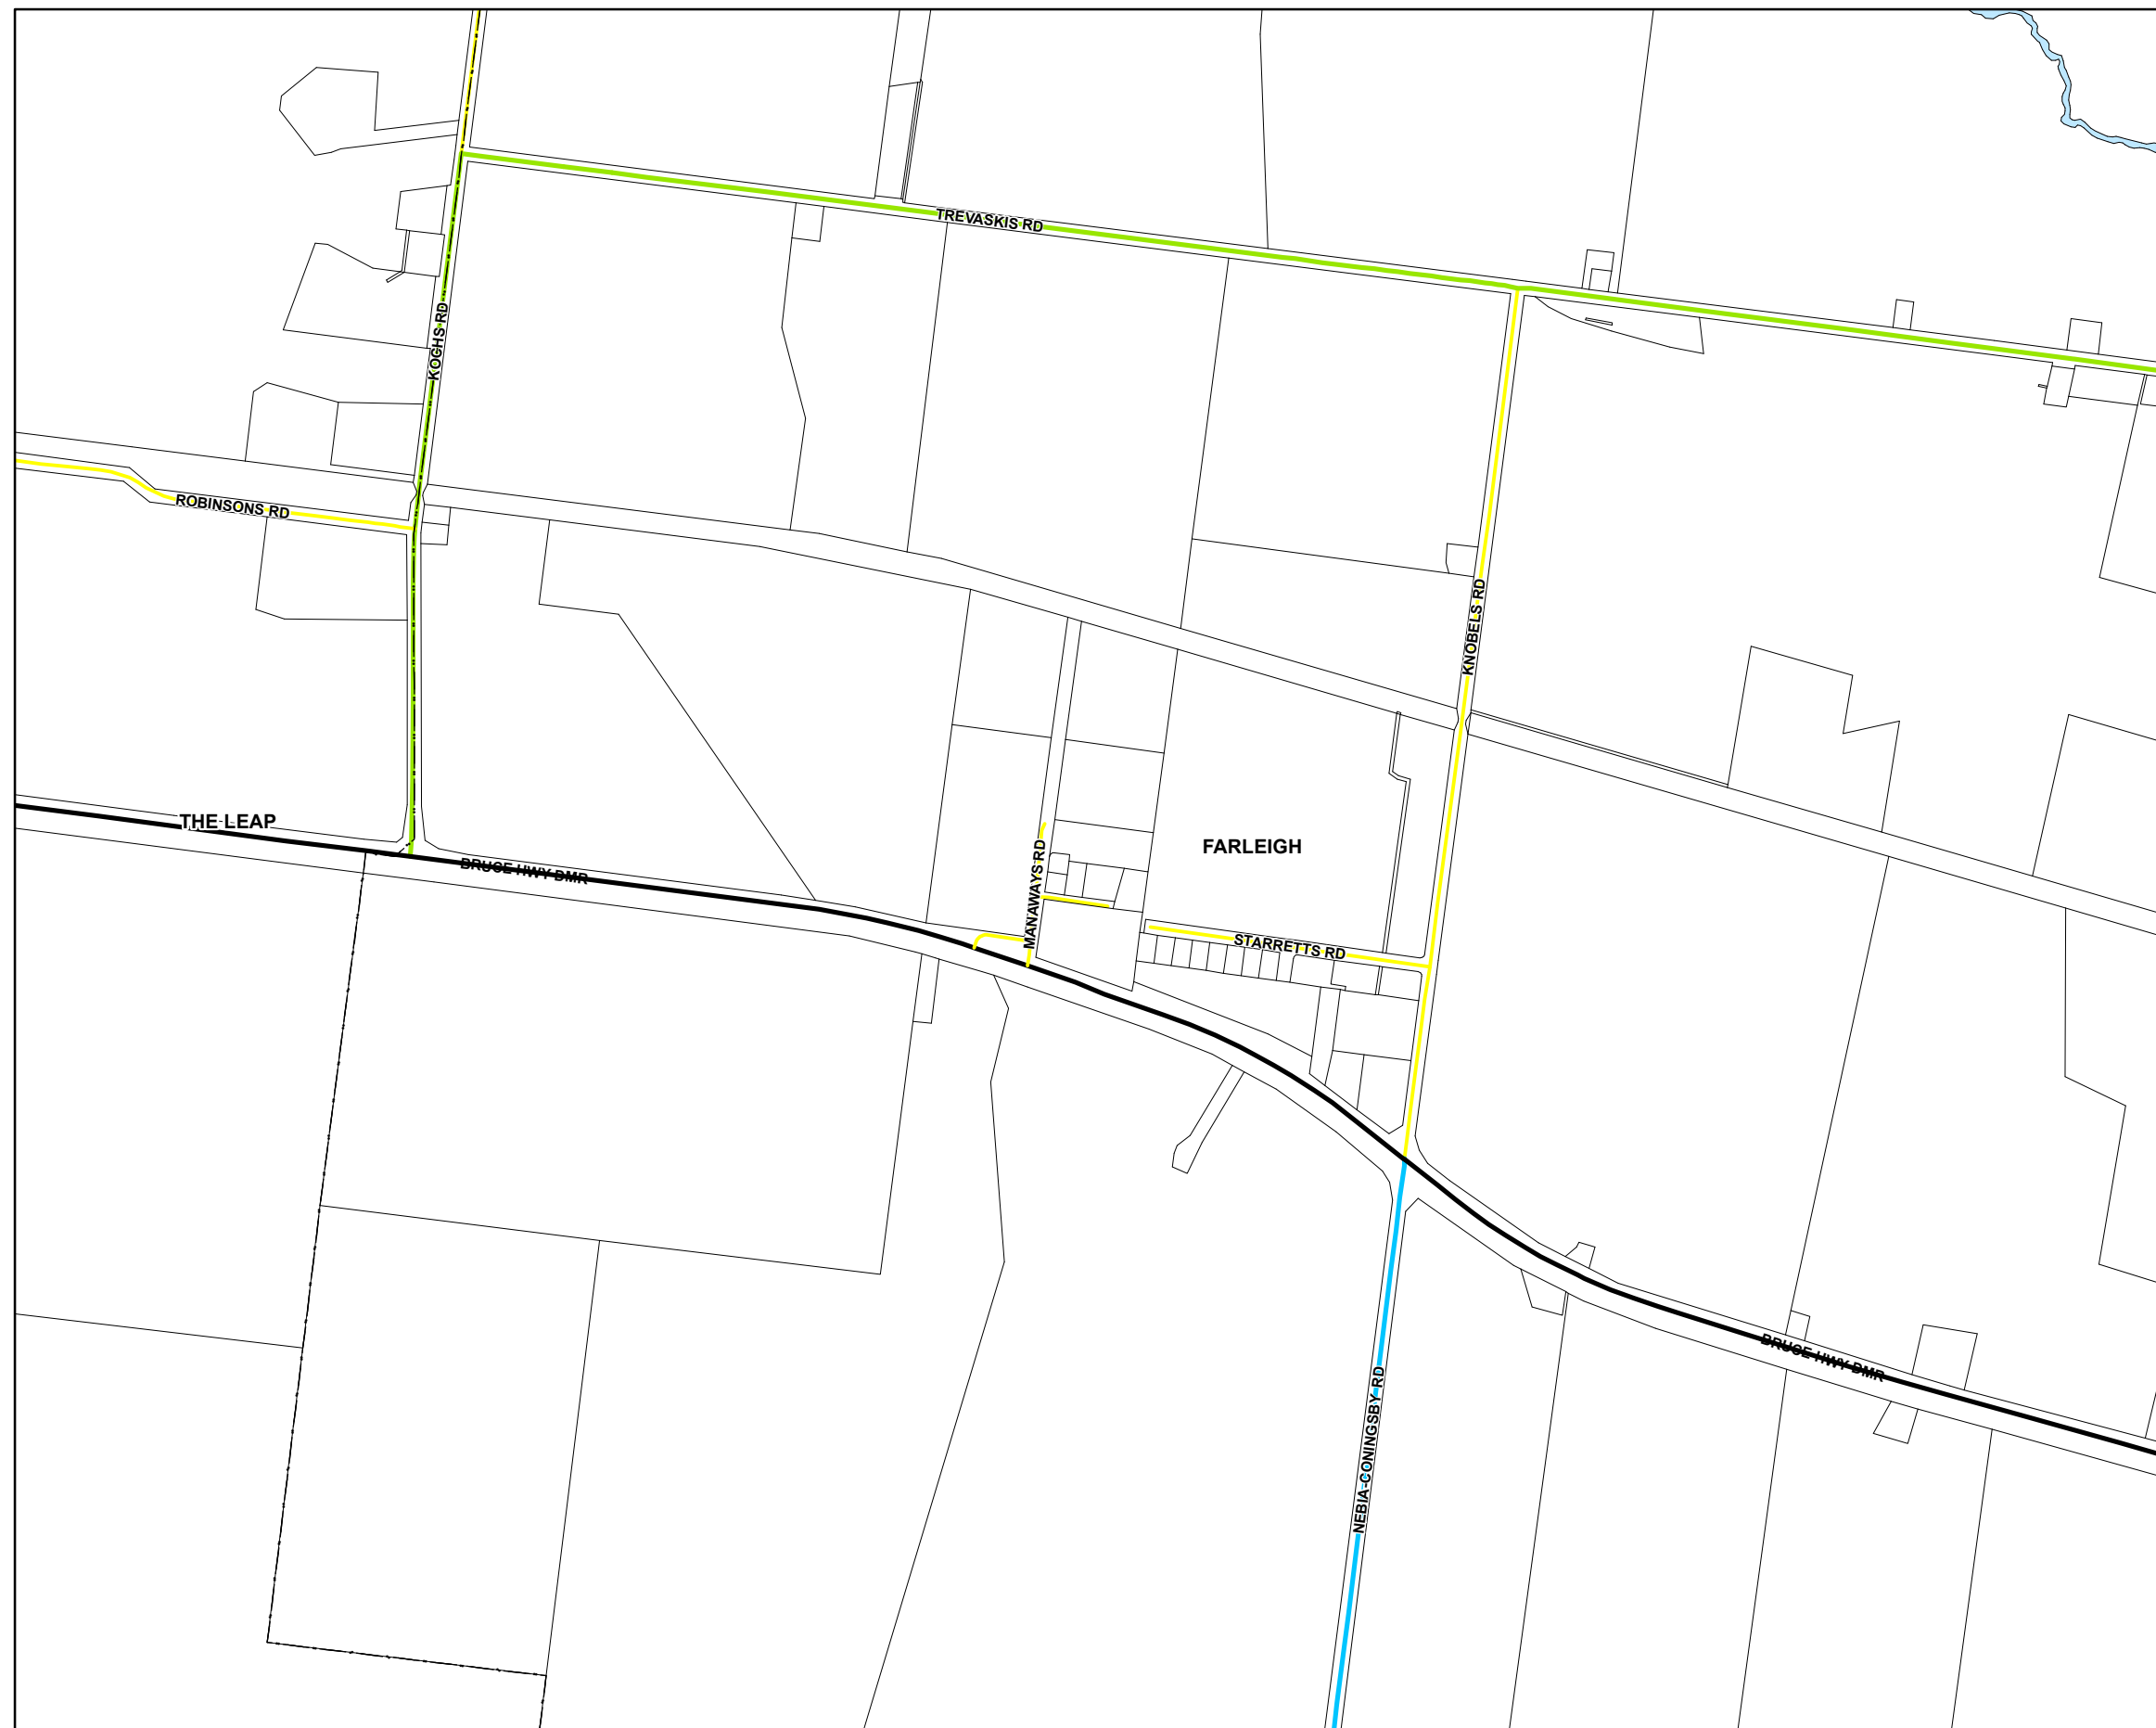 TREVASKIS RD
KOGHS RD
ROBINSONS RD
KNOBELS RD
THE LEAP
BRUCE HWY DMR
MANAWAYS RD
FARLEIGH
STARRETTS RD
BRUCE HWY DMR
NEBIA-CONINGSBY RD